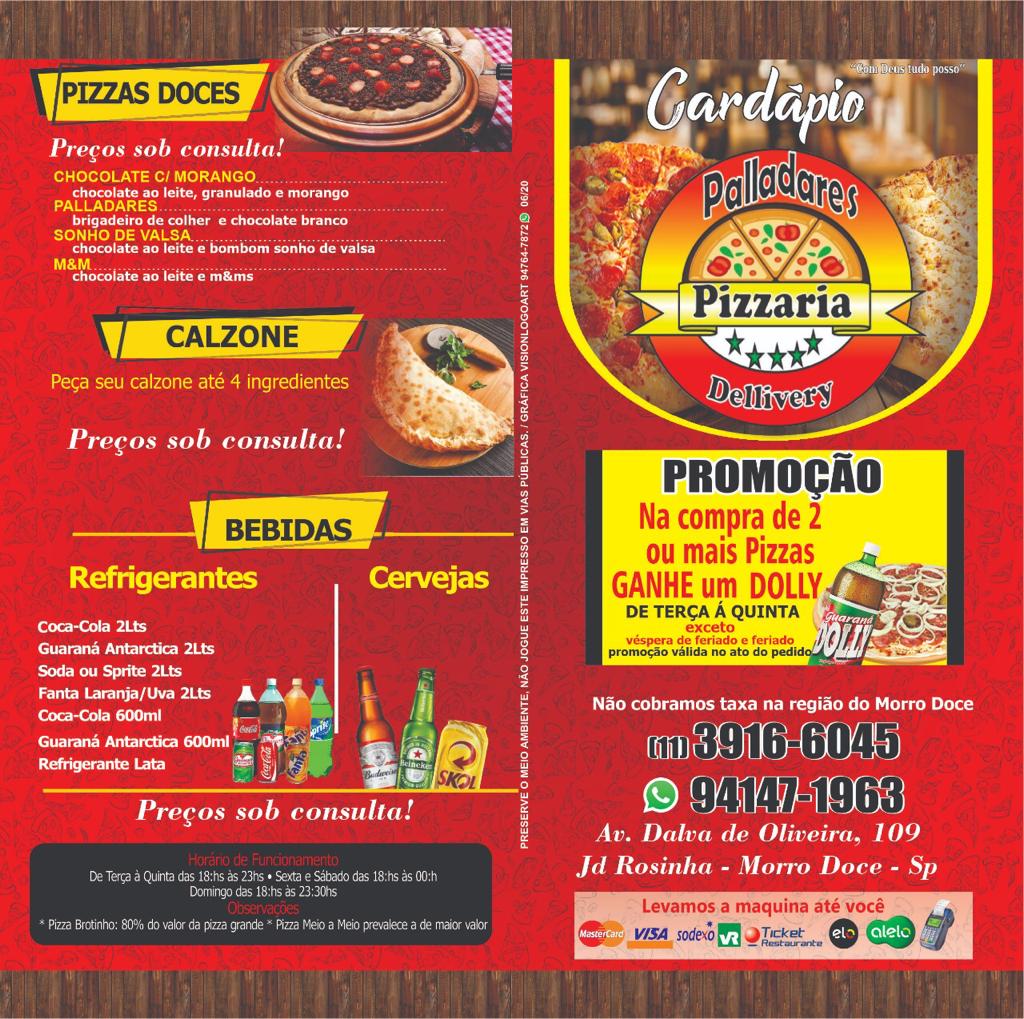 PIZZAS DOCES
Preços sob consulta!
CHOCOLATE C/ MORANGO
chocolate ao leite, granulado e morango
PALLADARES
brigadeiro de colher e chocolate branco
SONHO DE VALSA
chocolate ao leite e bombom sonho de valsa
M&M
chocolate ao leite e m&ms
CALZONE
Peça seu calzone até 4 ingredientes
Preços sob consulta!
BEBIDAS
Refrigerantes
Coca-Cola 2Lts
Guaraná Antarctica 2Lts
Soda ou Sprite 2Lts
Fanta Laranja/Uva 2Lts
Coca-Cola 600ml
Guaraná Antarctica 600ml
Refrigerante Lata
Coca-Cola
Fanta
Sprite
Cervejas
Budweiser
Heineken
SKOL
Preços sob consulta!
Horário de Funcionamento
De Terça à Quinta das 18:hs às 23hs • Sexta e Sábado das 18:hs às 00:h
Domingo das 18:hs às 23:30hs
Observações
* Pizza Brotinho: 80% do valor da pizza grande * Pizza Meio a Meio prevalece a de maior valor
PRESERVE O MEIO AMBIENTE, NÃO JOGUE ESTE IMPRESSO EM VIAS PÚBLICAS. / GRÁFICA VISIONLOGOART 94764-7872 06/20
"Com Deus tudo posso"
Cardápio
Palladares
Pizzaria
Dellivery
PROMOÇÃO
Na compra de 2
ou mais Pizzas
GANHE um DOLLY
DE TERÇA Á QUINTA
exceto
véspera de feriado e feriado
promoção válida no ato do pedido
Guaraná
DOLLY
Não cobramos taxa na região do Morro Doce
(11) 3916-6045
94147-1963
Av. Dalva de Oliveira, 109
Jd Rosinha - Morro Doce - Sp
Levamos a maquina até você
MasterCard
VISA
sodexo
VR
Ticket
Restaurante
elo
alelo